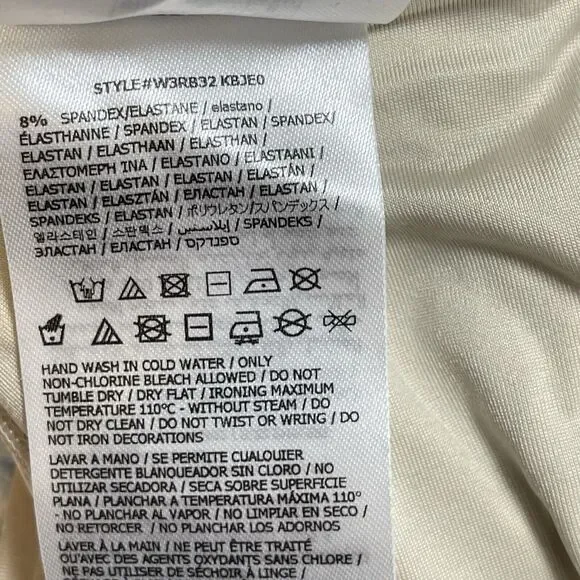 STYLE#W3RB32 KBJE0
8% SPANDEX/ELASTANE / elastano /
ÉLASTHANNE / SPANDEX / ELASTAN / SPANDEX/
ELASTAN / ELASTHAAN / ELASTHAN /
ΕΛΑΣΤΟΜΕΡΗ ΊΝΑ / ELASTANO / ELASTAANI /
ELASTAN / ELASTAN / ELASTAN / ELASTÁN /
ELASTAN / ELASZTÁN / ЕЛАСТАН / ELASTAN /
SPANDEKS / ELASTAN / ポリウレタン/スパンデックス /
엘라스테인 / 스판덱스 / إيلاستين / SPANDEKS /
ЭЛАСТАН / ЕЛАСТАН / ספנדקס
HAND WASH IN COLD WATER / ONLY
NON-CHLORINE BLEACH ALLOWED / DO NOT
TUMBLE DRY / DRY FLAT / IRONING MAXIMUM
TEMPERATURE 110°C - WITHOUT STEAM / DO
NOT DRY CLEAN / DO NOT TWIST OR WRING / DO
NOT IRON DECORATIONS
LAVAR A MANO / SE PERMITE CUALQUIER
DETERGENTE BLANQUEADOR SIN CLORO / NO
UTILIZAR SECADORA / SECA SOBRE SUPERFICIE
PLANA / PLANCHAR A TEMPERATURA MÁXIMA 110°
- NO PLANCHAR AL VAPOR / NO LIMPIAR EN SECO /
NO RETORCER / NO PLANCHAR LOS ADORNOS
LAVER À LA MAIN / NE PEUT ÊTRE TRAITÉ
QU'AVEC DES AGENTS OXYDANTS SANS CHLORE /
NE PAS UTILISER DE SÉCHOIR À LINGE /